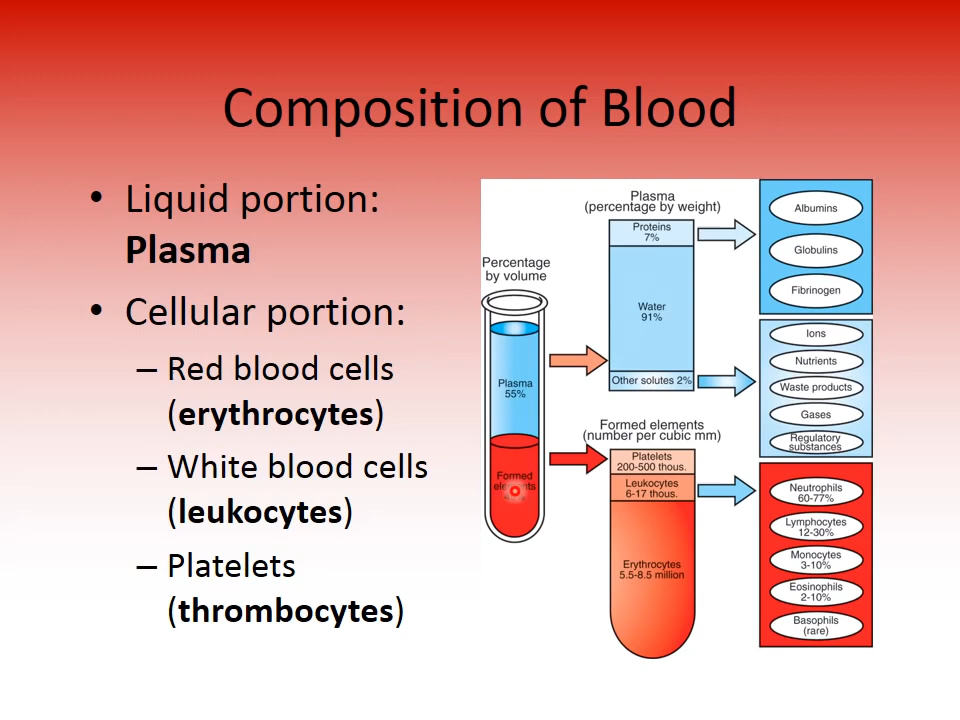 Composition of Blood
• Liquid portion:
Plasma
• Cellular portion:
– Red blood cells
(erythrocytes)
– White blood cells
(leukocytes)
– Platelets
(thrombocytes)
Percentage
by volume
Plasma
55%
Formed
Plasma
(percentage by weight)
Proteins
7%
Water
91%
Other solutes 2%
Formed elements
(number per cubic mm)
Platelets
200-500 thous.
Leukocytes
6-17 thous.
Erythrocytes
5.5-8.5 million
Albumins
Globulins
Fibrinogen
Ions
Nutrients
Waste products
Gases
Regulatory
substances
Neutrophils
60-77%
Lymphocytes
12-30%
Monocytes
3-10%
Eosinophils
2-10%
Basophils
(rare)